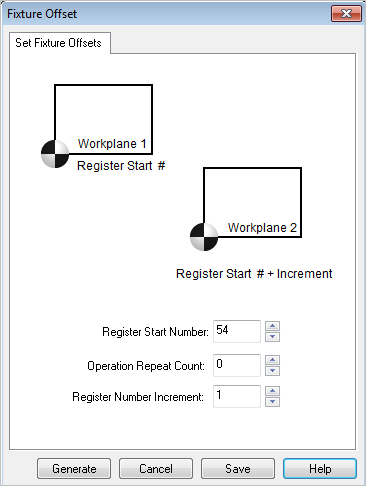 Fixture Offset
Set Fixture Offsets
Workplane 1
Register Start #
Workplane 2
Register Start # + Increment
Register Start Number: 54
Operation Repeat Count: 0
Register Number Increment: 1
Generate Cancel Save Help